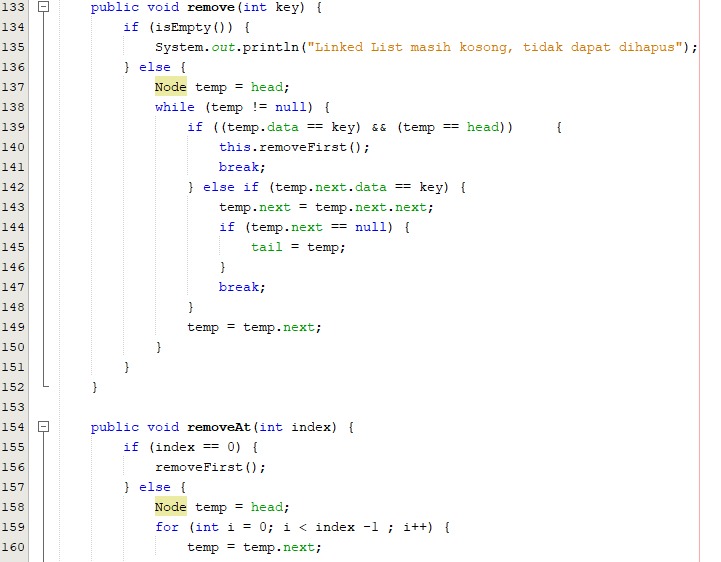 133 public void remove(int key) {
134 if (isEmpty()) {
135 System.out.println("Linked List masih kosong, tidak dapat dihapus");
136 } else {
137 Node temp = head;
138 while (temp != null) {
139 if ((temp.data == key) && (temp == head)) {
140 this.removeFirst();
141 break;
142 } else if (temp.next.data == key) {
143 temp.next = temp.next.next;
144 if (temp.next == null) {
145 tail = temp;
146 }
147 break;
148 }
149 temp = temp.next;
150 }
151 }
152 }
153
154 public void removeAt(int index) {
155 if (index == 0) {
156 removeFirst();
157 } else {
158 Node temp = head;
159 for (int i = 0; i < index -1 ; i++) {
160 temp = temp.next;